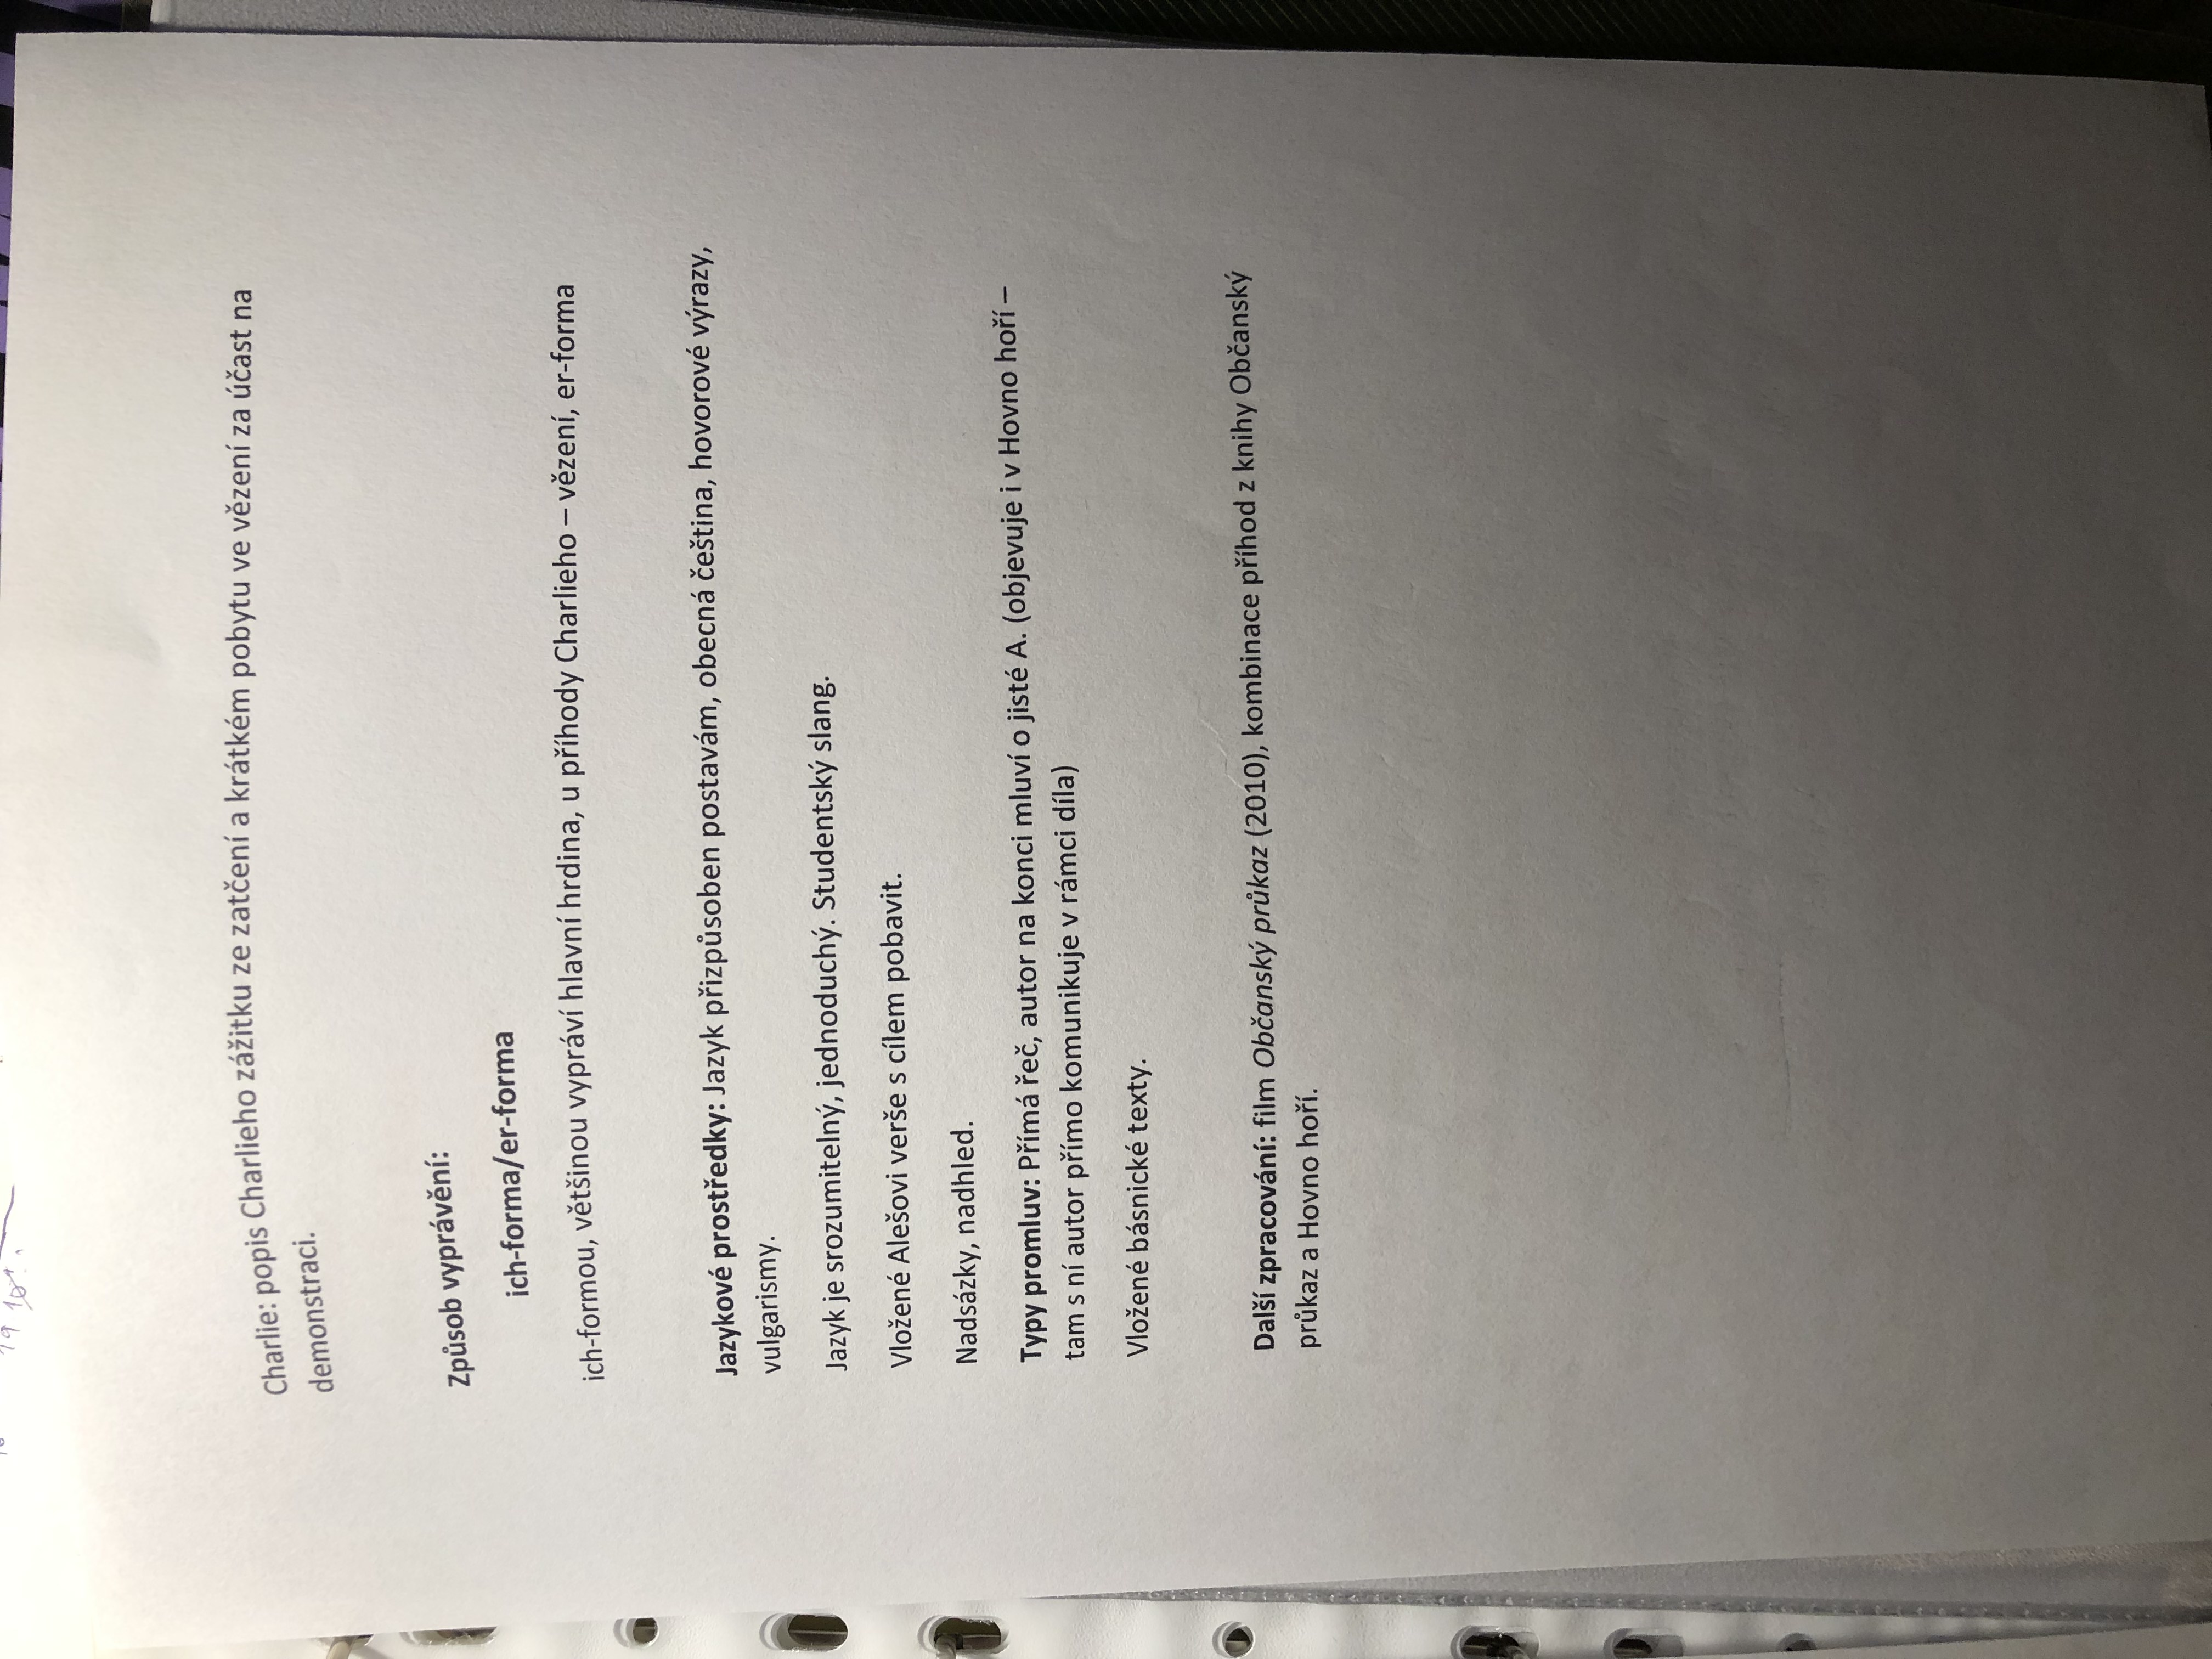 Charlie: popis Charlieho zážitku ze zatčení a krátkém pobytu ve vězení za účast na
demonstraci.
Způsob vyprávění:
ich-forma/er-forma
ich-formou, většinou vypráví hlavní hrdina, u příhody Charlieho – vězení, er-forma
Jazykové prostředky: Jazyk přizpůsoben postavám, obecná čeština, hovorové výrazy,
vulgarismy.
Jazyk je srozumitelný, jednoduchý. Studentský slang.
Vložené Alešovi verše s cílem pobavit.
Nadsázky, nadhled.
Typy promluv: Přímá řeč, autor na konci mluví o jisté A. (objevuje i v Hovno hoří –
tam s ní autor přímo komunikuje v rámci díla)
Vložené básnické texty.
Další zpracování: film Občanský průkaz (2010), kombinace příhod z knihy Občanský
průkaz a Hovno hoří.